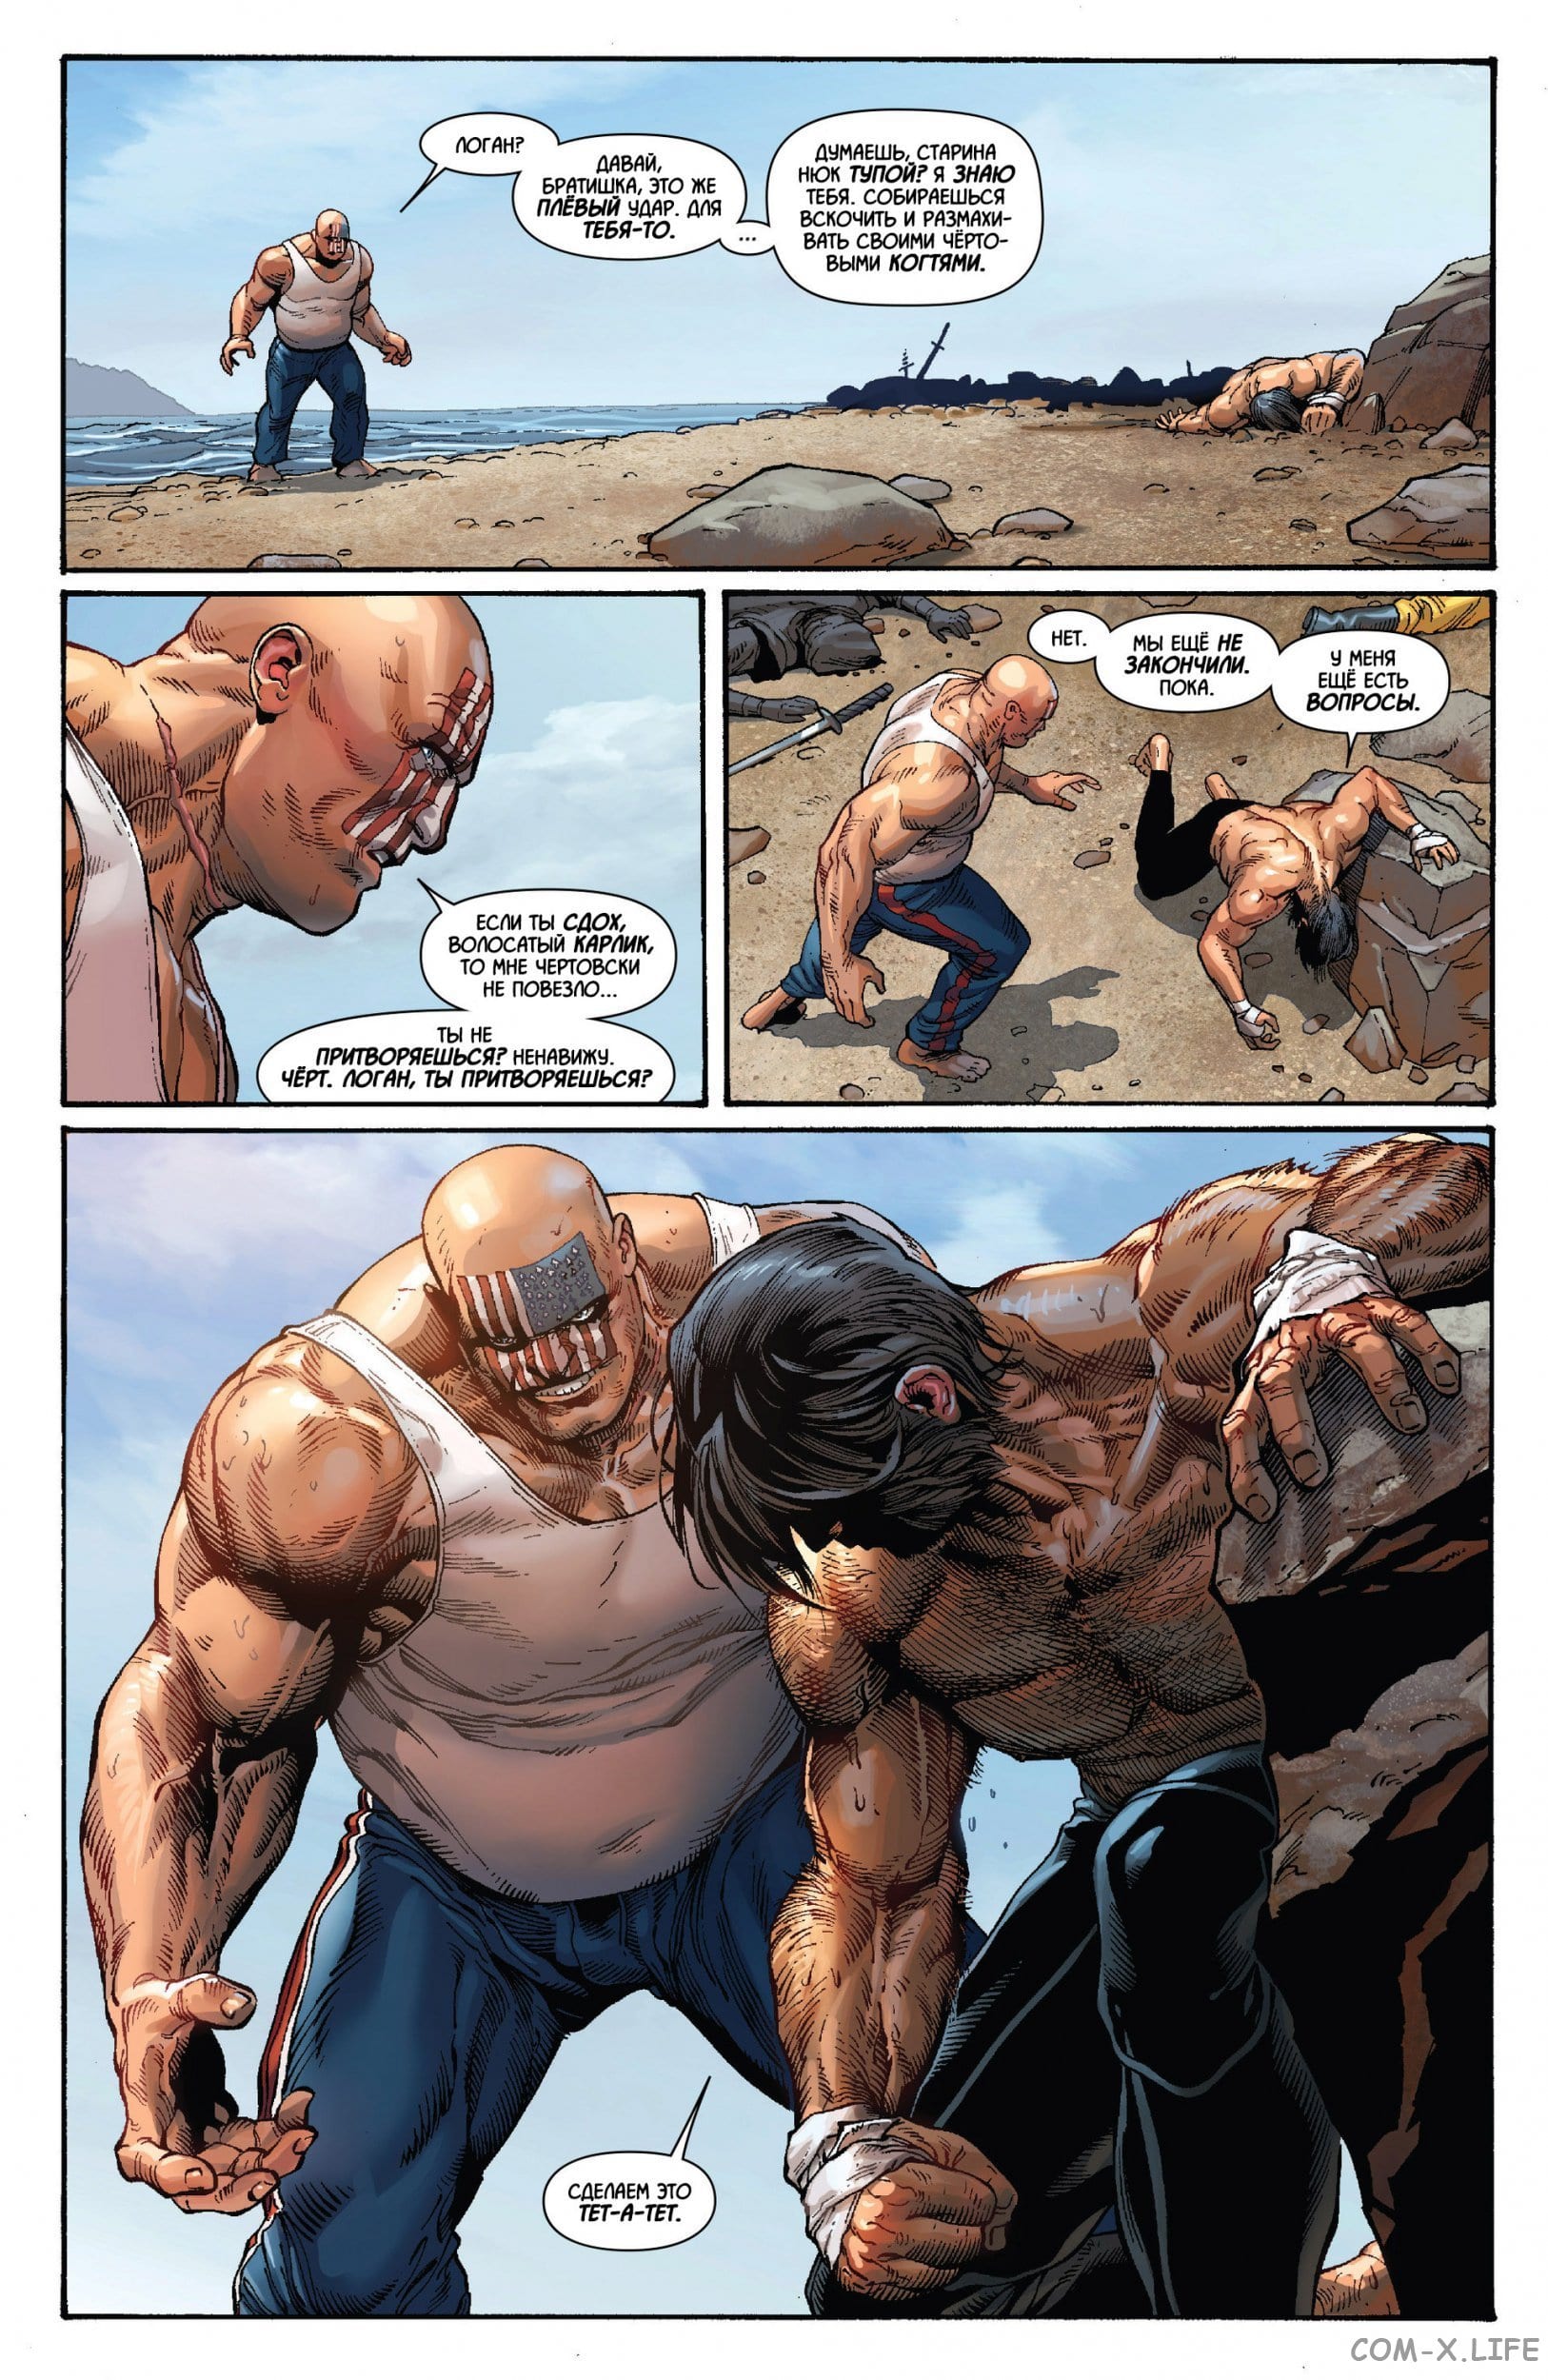 ЛОГАН?
ДАВАЙ,
БРАТИШКА, ЭТО ЖЕ
ПЛЁВЫЙ УДАР. ДЛЯ
ТЕБЯ-ТО.
...
ДУМАЕШЬ, СТАРИНА
НЮК ТУПОЙ? Я ЗНАЮ
ТЕБЯ. СОБИРАЕШЬСЯ
ВСКОЧИТЬ И РАЗМАХИ-
ВАТЬ СВОИМИ ЧЁРТО-
ВЫМИ КОГТЯМИ.
ЕСЛИ ТЫ СДОХ,
ВОЛОСАТЫЙ КАРЛИК,
ТО МНЕ ЧЕРТОВСКИ
НЕ ПОВЕЗЛО...
ТЫ НЕ
ПРИТВОРЯЕШЬСЯ? НЕНАВИЖУ.
ЧЁРТ. ЛОГАН, ТЫ ПРИТВОРЯЕШЬСЯ?
НЕТ.
МЫ ЕЩЁ НЕ
ЗАКОНЧИЛИ.
ПОКА.
У МЕНЯ
ЕЩЁ ЕСТЬ
ВОПРОСЫ.
СДЕЛАЕМ ЭТО
ТЕТ-А-ТЕТ.
COM-X.LIFE